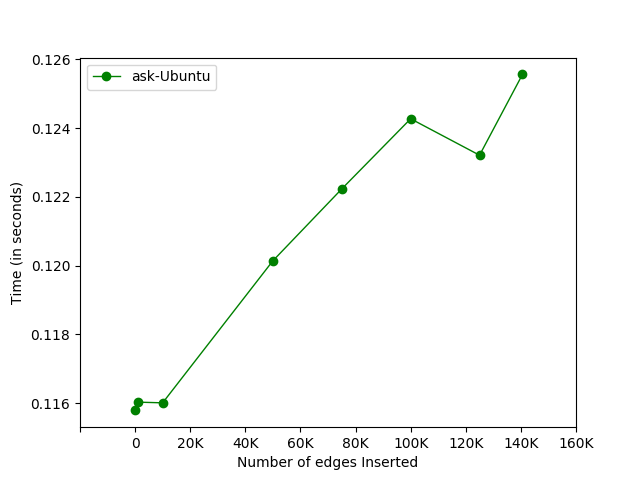 ask-Ubuntu
0.126
0.124
0.122
0.120
0.118
0.116
Time (in seconds)
0 20K 40K 60K 80K 100K 120K 140K 160K
Number of edges Inserted